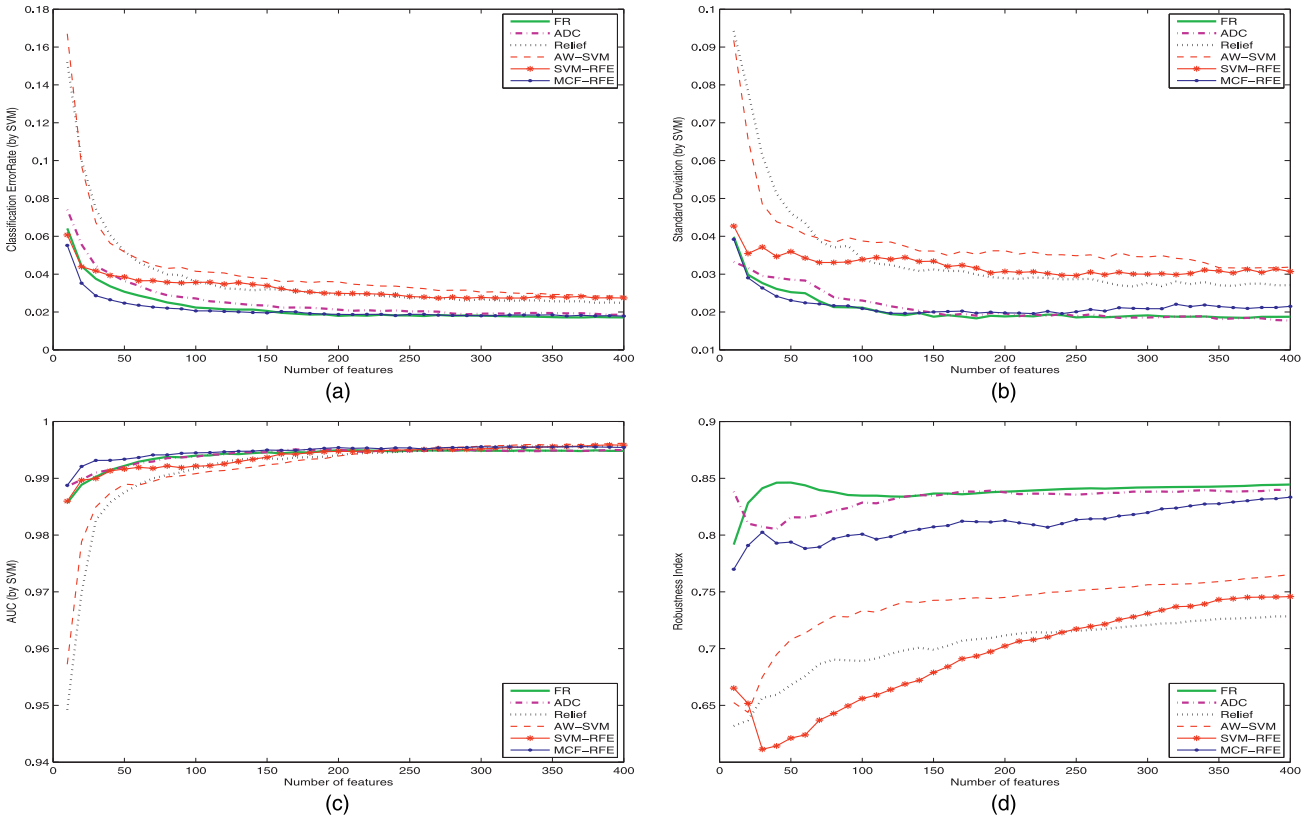 0.18
0.16
0.14
0.12
0.1
0.08
0.06
0.04
0.02
0
Classification ErrorRate (by SVM)
0 50 100 150 200 250 300 350 400
Number of features
FR
ADC
Relief
AW-SVM
SVM-RFE
MCF-RFE
(a)
0.1
0.09
0.08
0.07
0.06
0.05
0.04
0.03
0.02
0.01
Standard Deviation (by SVM)
0 50 100 150 200 250 300 350 400
Number of features
FR
ADC
Relief
AW-SVM
SVM-RFE
MCF-RFE
(b)
1
0.99
0.98
0.97
0.96
0.95
0.94
AUC (by SVM)
0 50 100 150 200 250 300 350 400
Number of features
FR
ADC
Relief
AW-SVM
SVM-RFE
MCF-RFE
(c)
0.9
0.85
0.8
0.75
0.7
0.65
Robustness Index
0 50 100 150 200 250 300 350 400
Number of features
FR
ADC
Relief
AW-SVM
SVM-RFE
MCF-RFE
(d)